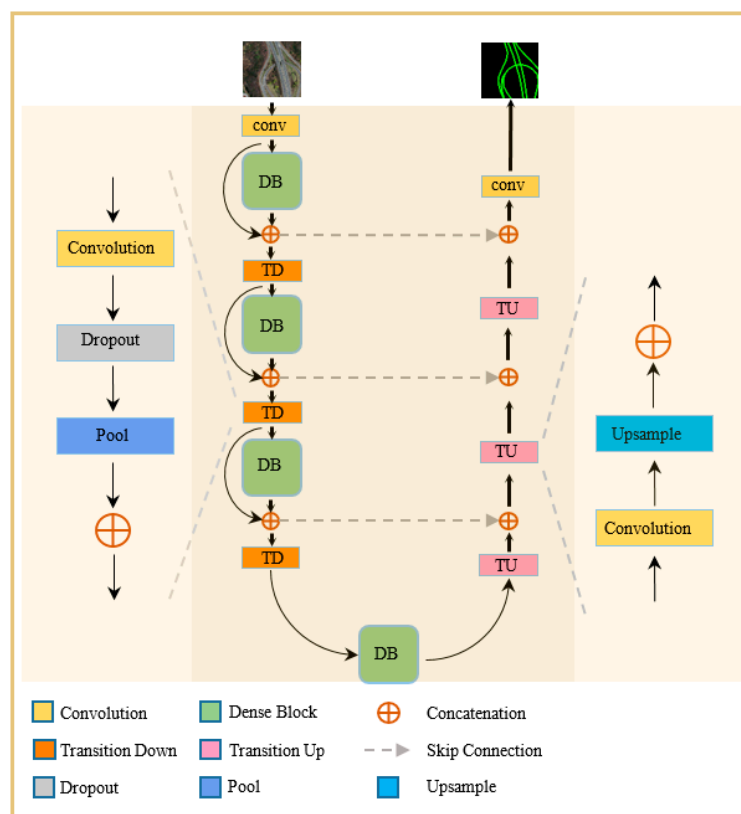 conv
DB
conv
Convolution
TD
DB
TU
Dropout
TD
Pool
DB
TU
Upsample
Convolution
TD
TU
DB
Convolution
Dense Block
Concatenation
Transition Down
Transition Up
Skip Connection
Dropout
Pool
Upsample